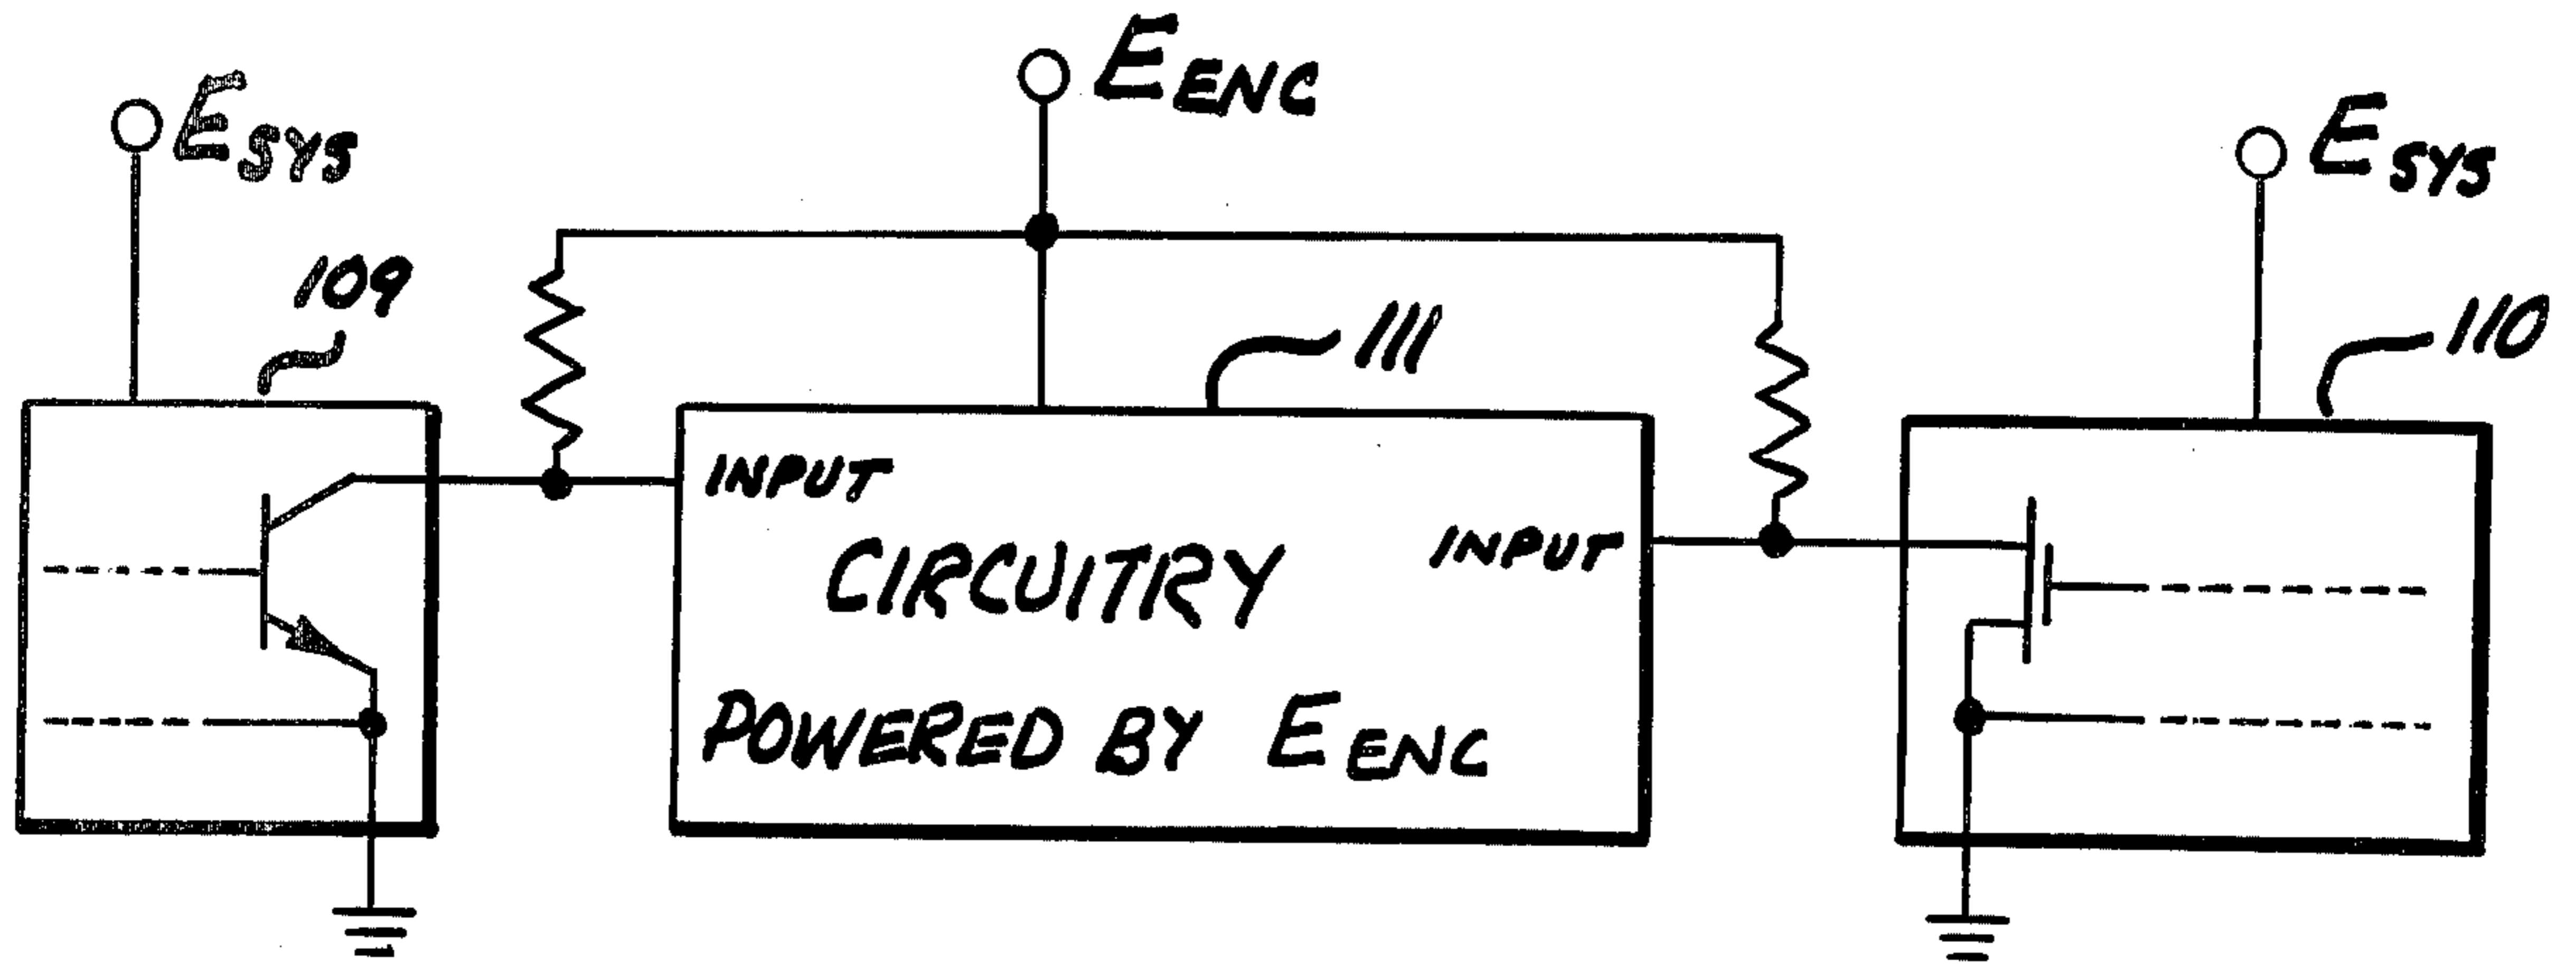 E ENC
E SYS
E SYS
109
111
110
INPUT
INPUT
CIRCUITRY
POWERED BY E ENC